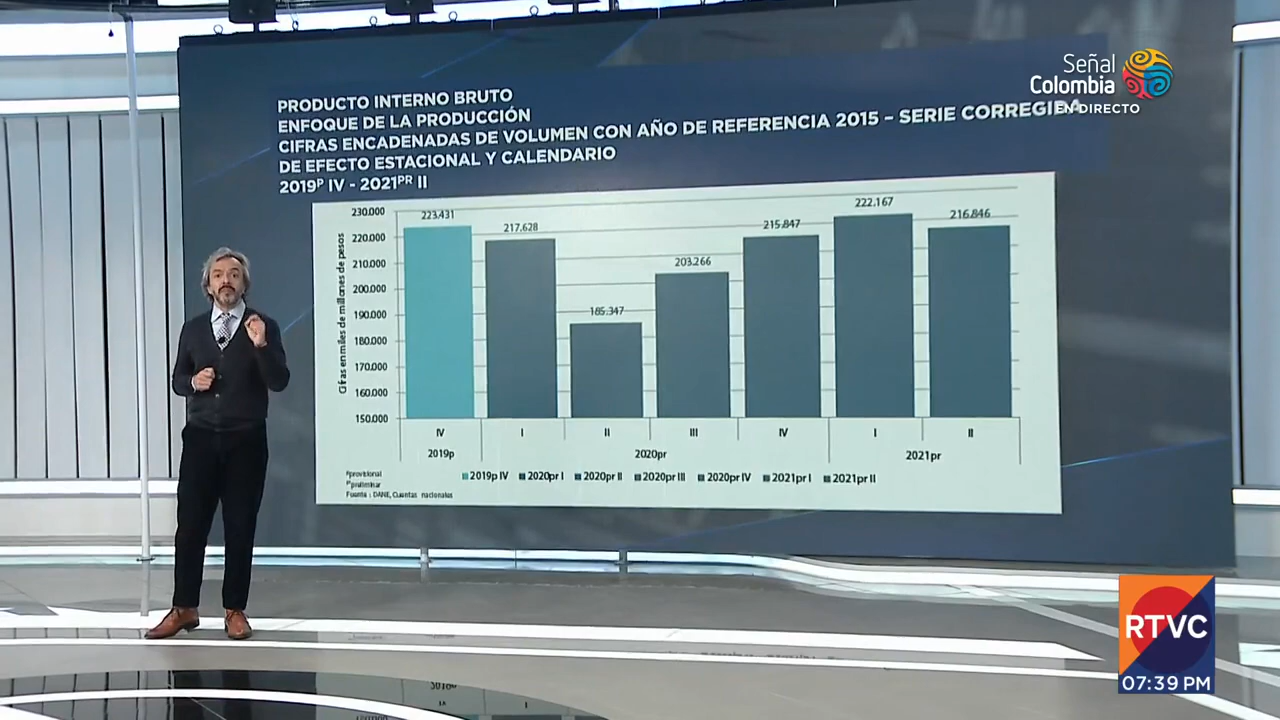 Señal
Colombia
EN DIRECTO
PRODUCTO INTERNO BRUTO
ENFOQUE DE LA PRODUCCIÓN
CIFRAS ENCADENADAS DE VOLUMEN CON AÑO DE REFERENCIA 2015 – SERIE CORREGIDA
DE EFECTO ESTACIONAL Y CALENDARIO
2019ᴾ IV - 2021ᴾᴿ II
Cifras en miles de millones de pesos
230.000
220.000
210.000
200.000
190.000
180.000
170.000
160.000
150.000
223.431
217.628
185.347
203.266
215.847
222.167
216.846
IV I II III IV I II
2019p 2020pr 2021pr
2019p IV 2020pr I 2020pr II 2020pr III 2020pr IV 2021pr I 2021pr II
ᵖprovisional
ᵖʳpreliminar
Fuente : DANE, Cuentas nacionales
RTVC
07:39 PM